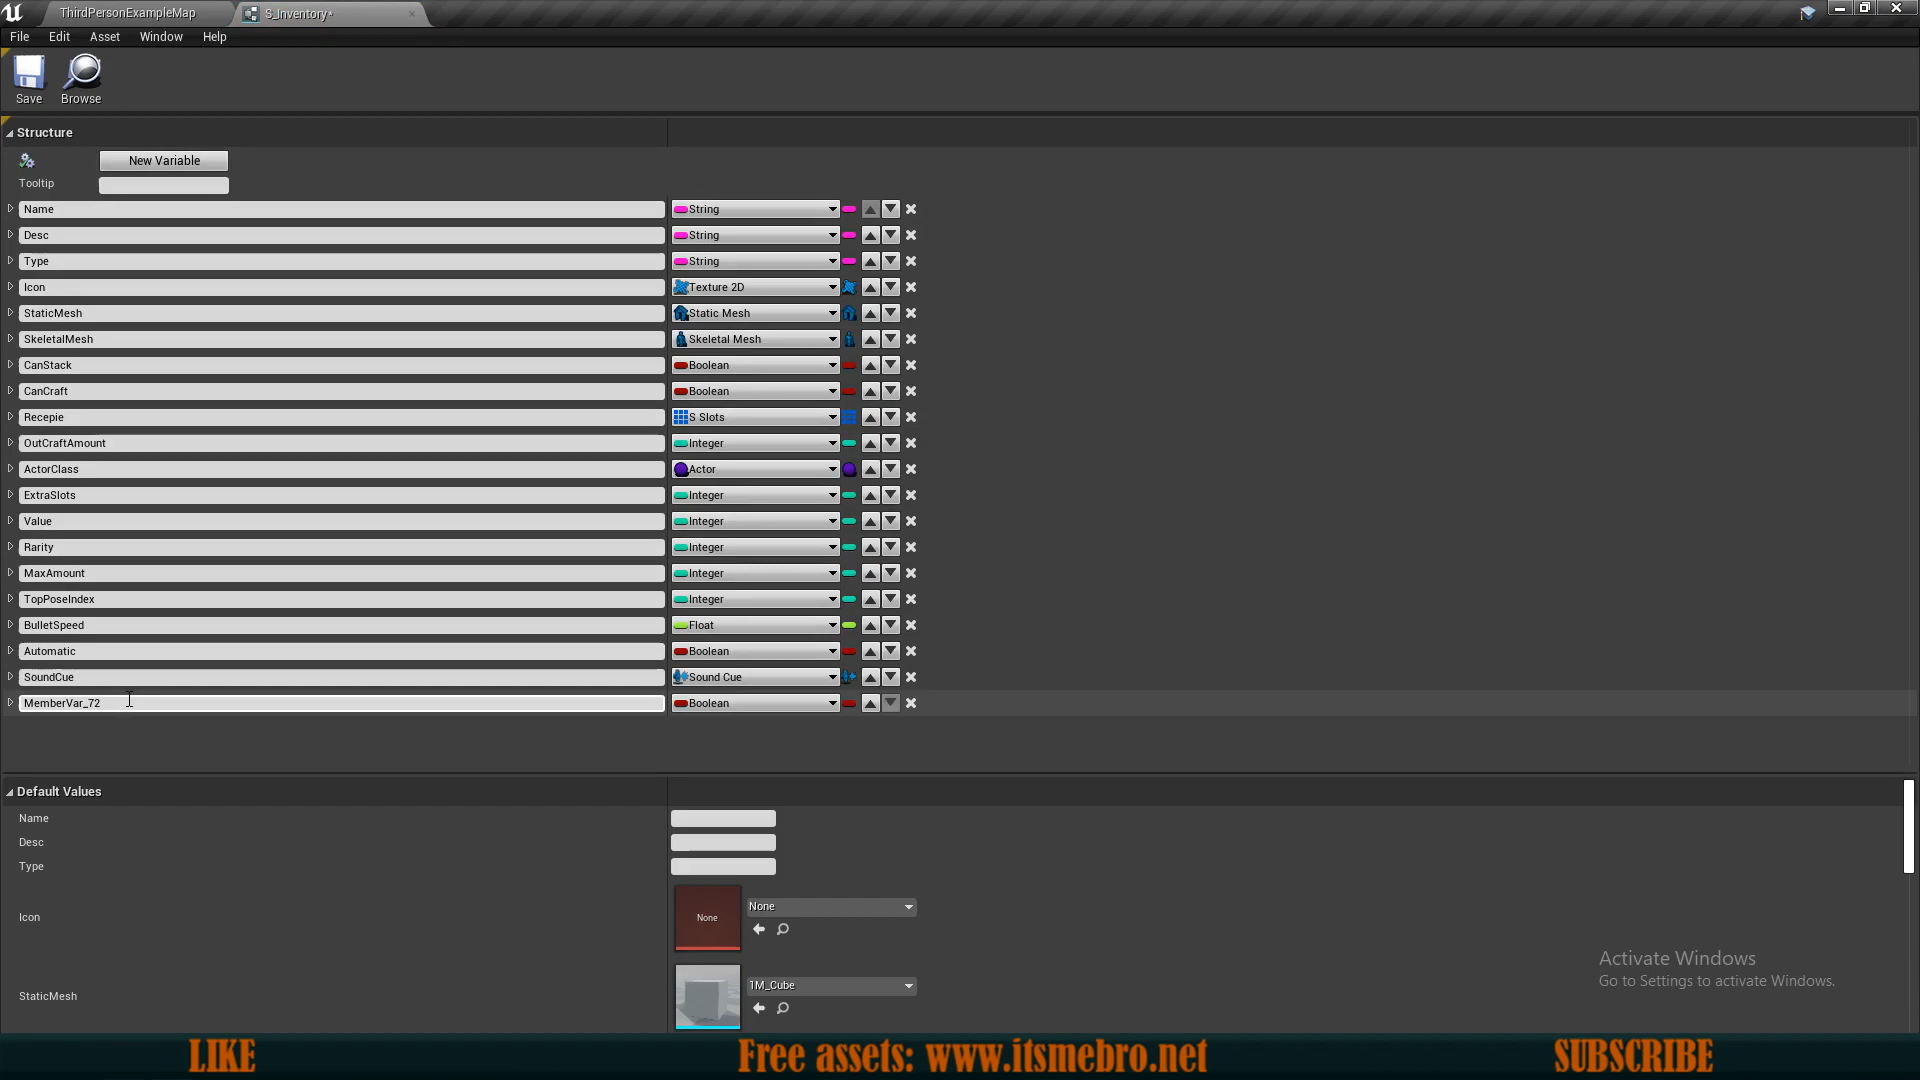 ThirdPersonExampleMap
S_Inventory*
File Edit Asset Window Help
Save Browse
Structure
New Variable
Tooltip
Name String
Desc String
Type String
Icon Texture 2D
StaticMesh Static Mesh
SkeletalMesh Skeletal Mesh
CanStack Boolean
CanCraft Boolean
Recepie S Slots
OutCraftAmount Integer
ActorClass Actor
ExtraSlots Integer
Value Integer
Rarity Integer
MaxAmount Integer
TopPoseIndex Integer
BulletSpeed Float
Automatic Boolean
SoundCue Sound Cue
MemberVar_72 Boolean
Default Values
Name
Desc
Type
Icon None None
StaticMesh 1M_Cube
Activate Windows
Go to Settings to activate Windows.
LIKE Free assets: www.itsmebro.net SUBSCRIBE